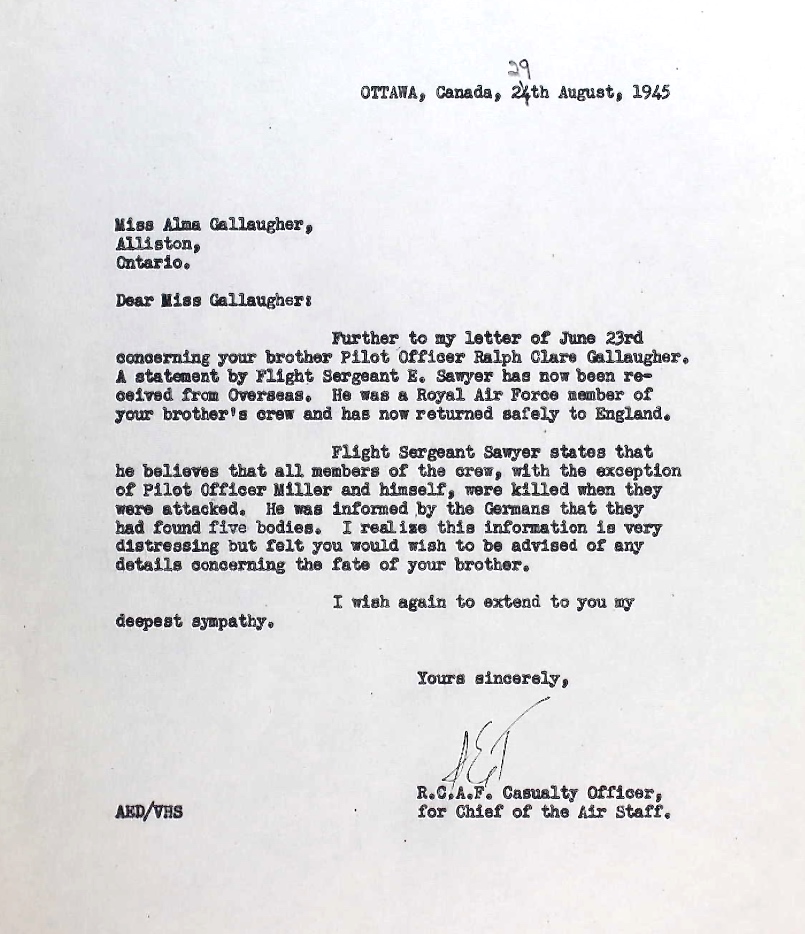 29
OTTAWA, Canada, 24th August, 1945
Miss Alma Gallaugher,
Alliston,
Ontario.
Dear Miss Gallaugher:
Further to my letter of June 23rd
concerning your brother Pilot Officer Ralph Clare Gallaugher.
A statement by Flight Sergeant E. Sawyer has now been re-
ceived from Overseas. He was a Royal Air Force member of
your brother's crew and has now returned safely to England.
Flight Sergeant Sawyer states that
he believes that all members of the crew, with the exception
of Pilot Officer Miller and himself, were killed when they
were attacked. He was informed by the Germans that they
had found five bodies. I realize this information is very
distressing but felt you would wish to be advised of any
details concerning the fate of your brother.
I wish again to extend to you my
deepest sympathy.
Yours sincerely,
R.C.A.F. Casualty Officer,
for Chief of the Air Staff.
AED/VHS